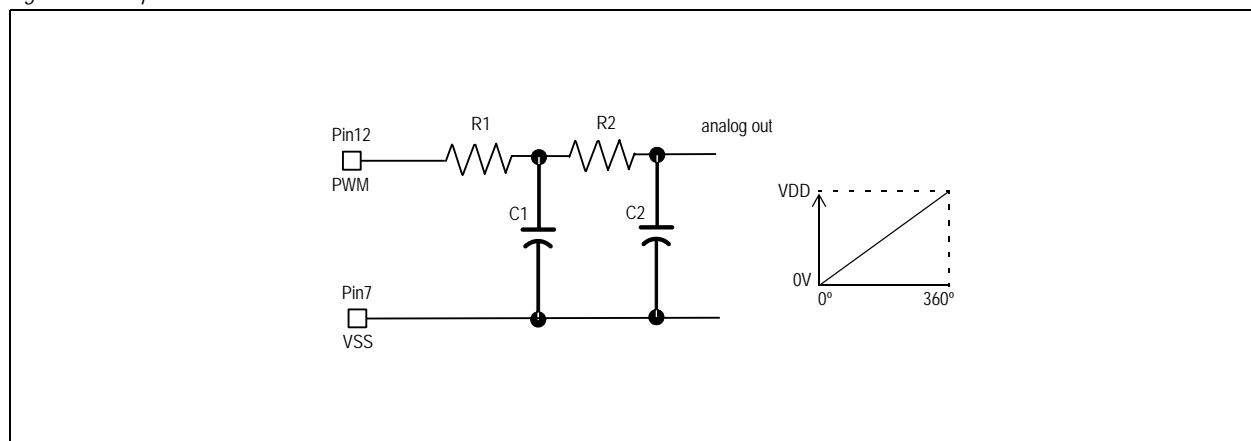 R1
R2
analog out
Pin12
PWM
C1
C2
VDD
0V
0º
360º
Pin7
VSS